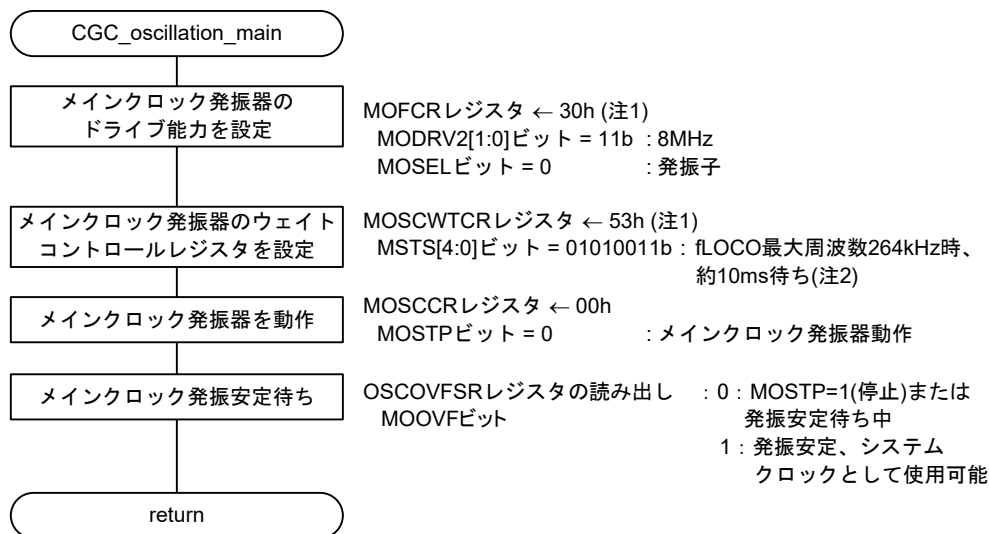 CGC_oscillation_main
メインクロック発振器の
ドライブ能力を設定
MOFCRレジスタ ← 30h (注1)
MODRV2[1:0]ビット = 11b : 8MHz
MOSELビット = 0 : 発振子
メインクロック発振器のウェイト
コントロールレジスタを設定
MOSCWTCRレジスタ ← 53h (注1)
MSTS[4:0]ビット = 01010011b : fLOCO最大周波数264kHz時、
約10ms待ち(注2)
メインクロック発振器を動作
MOSCCRレジスタ ← 00h
MOSTPビット = 0 : メインクロック発振器動作
メインクロック発振安定待ち
OSCOVFSRレジスタの読み出し : 0 : MOSTP=1(停止)または
MOOVFビット 発振安定待ち中
1 : 発振安定、システム
クロックとして使用可能
return